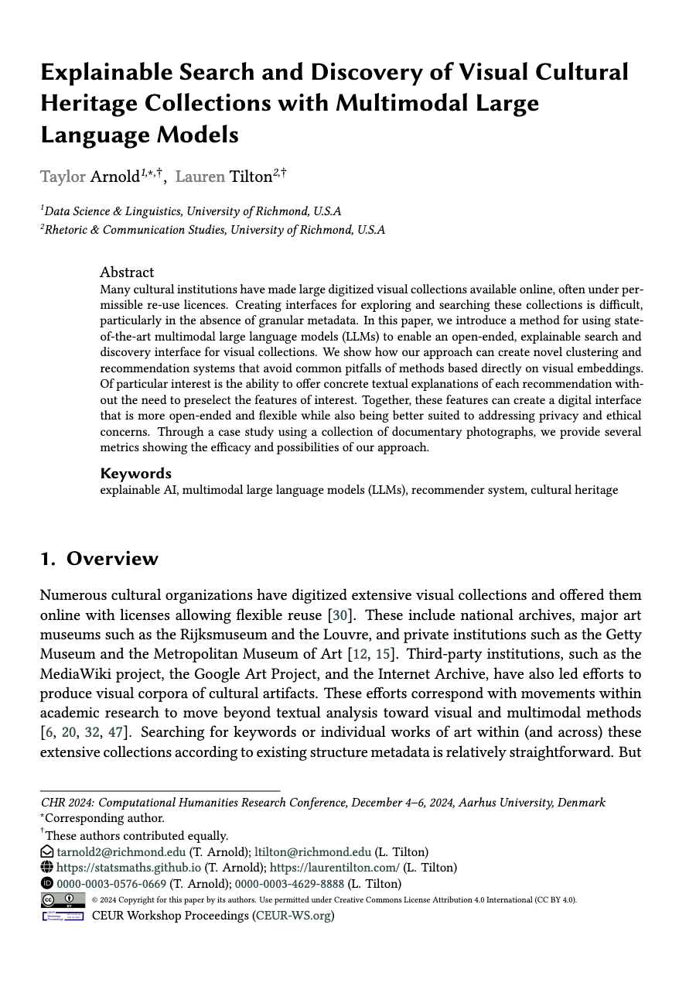 Explainable Search and Discovery of Visual Cultural
Heritage Collections with Multimodal Large
Language Models
Taylor Arnold1,*,†, Lauren Tilton2,†
1Data Science & Linguistics, University of Richmond, U.S.A
2Rhetoric & Communication Studies, University of Richmond, U.S.A
Abstract
Many cultural institutions have made large digitized visual collections available online, often under per-
missible re-use licences. Creating interfaces for exploring and searching these collections is difficult,
particularly in the absence of granular metadata. In this paper, we introduce a method for using state-
of-the-art multimodal large language models (LLMs) to enable an open-ended, explainable search and
discovery interface for visual collections. We show how our approach can create novel clustering and
recommendation systems that avoid common pitfalls of methods based directly on visual embeddings.
Of particular interest is the ability to offer concrete textual explanations of each recommendation with-
out the need to preselect the features of interest. Together, these features can create a digital interface
that is more open-ended and flexible while also being better suited to addressing privacy and ethical
concerns. Through a case study using a collection of documentary photographs, we provide several
metrics showing the efficacy and possibilities of our approach.
Keywords
explainable AI, multimodal large language models (LLMs), recommender system, cultural heritage
1. Overview
Numerous cultural organizations have digitized extensive visual collections and offered them
online with licenses allowing flexible reuse [30]. These include national archives, major art
museums such as the Rijksmuseum and the Louvre, and private institutions such as the Getty
Museum and the Metropolitan Museum of Art [12, 15]. Third-party institutions, such as the
MediaWiki project, the Google Art Project, and the Internet Archive, have also led efforts to
produce visual corpora of cultural artifacts. These efforts correspond with movements within
academic research to move beyond textual analysis toward visual and multimodal methods
[6, 20, 32, 47]. Searching for keywords or individual works of art within (and across) these
extensive collections according to existing structure metadata is relatively straightforward. But
CHR 2024: Computational Humanities Research Conference, December 4–6, 2024, Aarhus University, Denmark
*Corresponding author.
†These authors contributed equally.
tarnold2@richmond.edu (T. Arnold); ltilton@richmond.edu (L. Tilton)
https://statsmaths.github.io (T. Arnold); https://laurentilton.com/ (L. Tilton)
iD 0000-0003-0576-0669 (T. Arnold); 0000-0003-4629-8888 (L. Tilton)
cc BY © 2024 Copyright for this paper by its authors. Use permitted under Creative Commons License Attribution 4.0 International (CC BY 4.0).
CEUR Workshop Proceedings (CEUR-WS.org)